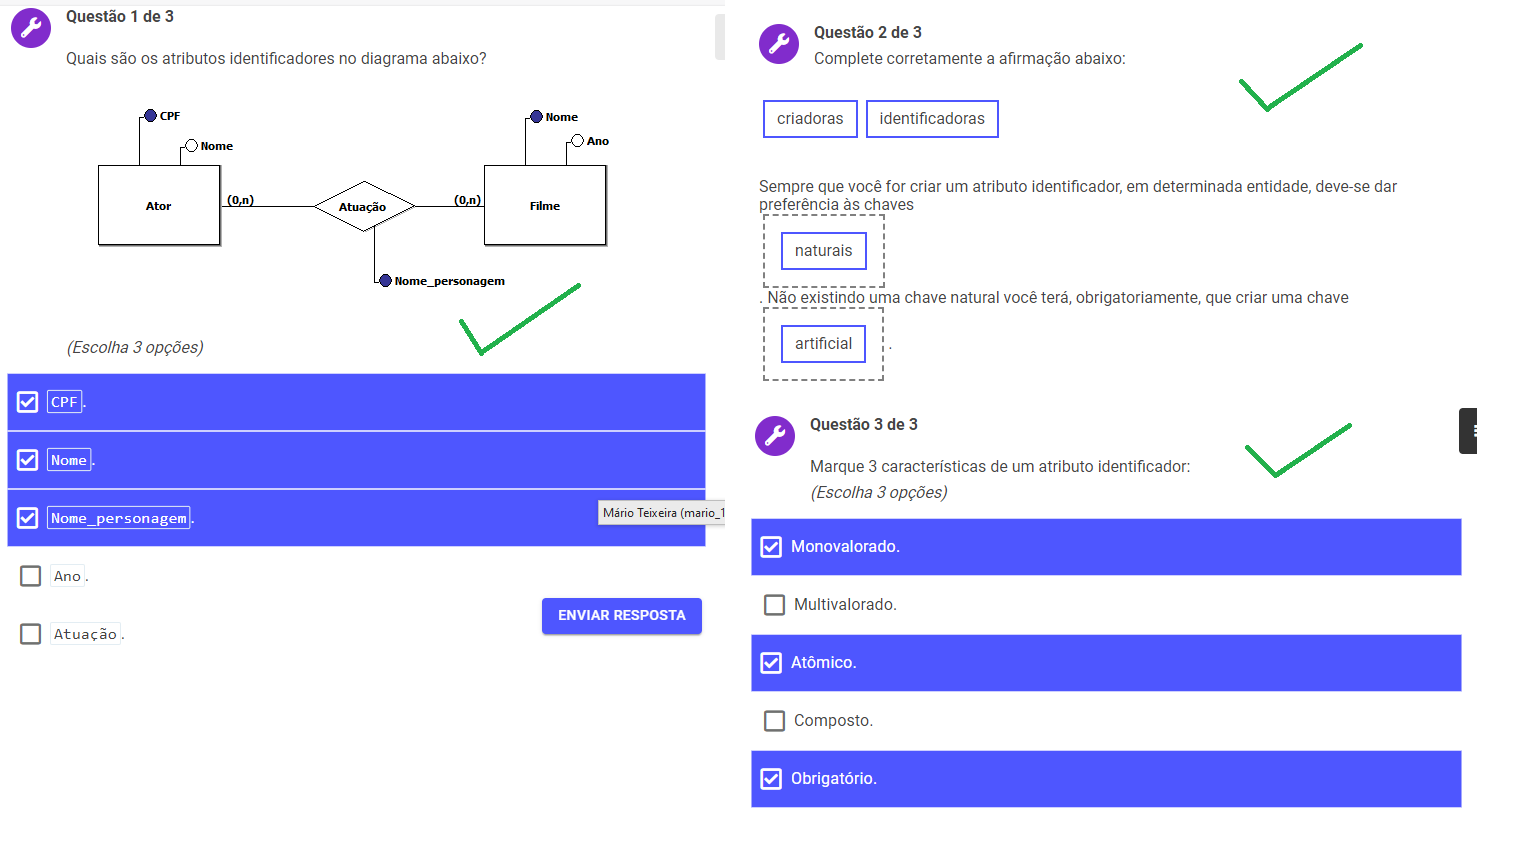 Questão 1 de 3
Quais são os atributos identificadores no diagrama abaixo?
CPF
Nome
Nome
Ano
Ator
(0,n)
Atuação
(0,n)
Filme
Nome_personagem
(Escolha 3 opções)
CPF.
Nome.
Nome_personagem.
Mário Teixeira (mario_1
Ano.
Atuação.
ENVIAR RESPOSTA
Questão 2 de 3
Complete corretamente a afirmação abaixo:
criadoras identificadoras
Sempre que você for criar um atributo identificador, em determinada entidade, deve-se dar
preferência às chaves
naturais
. Não existindo uma chave natural você terá, obrigatoriamente, que criar uma chave
artificial .
Questão 3 de 3
Marque 3 características de um atributo identificador:
(Escolha 3 opções)
Monovalorado.
Multivalorado.
Atômico.
Composto.
Obrigatório.